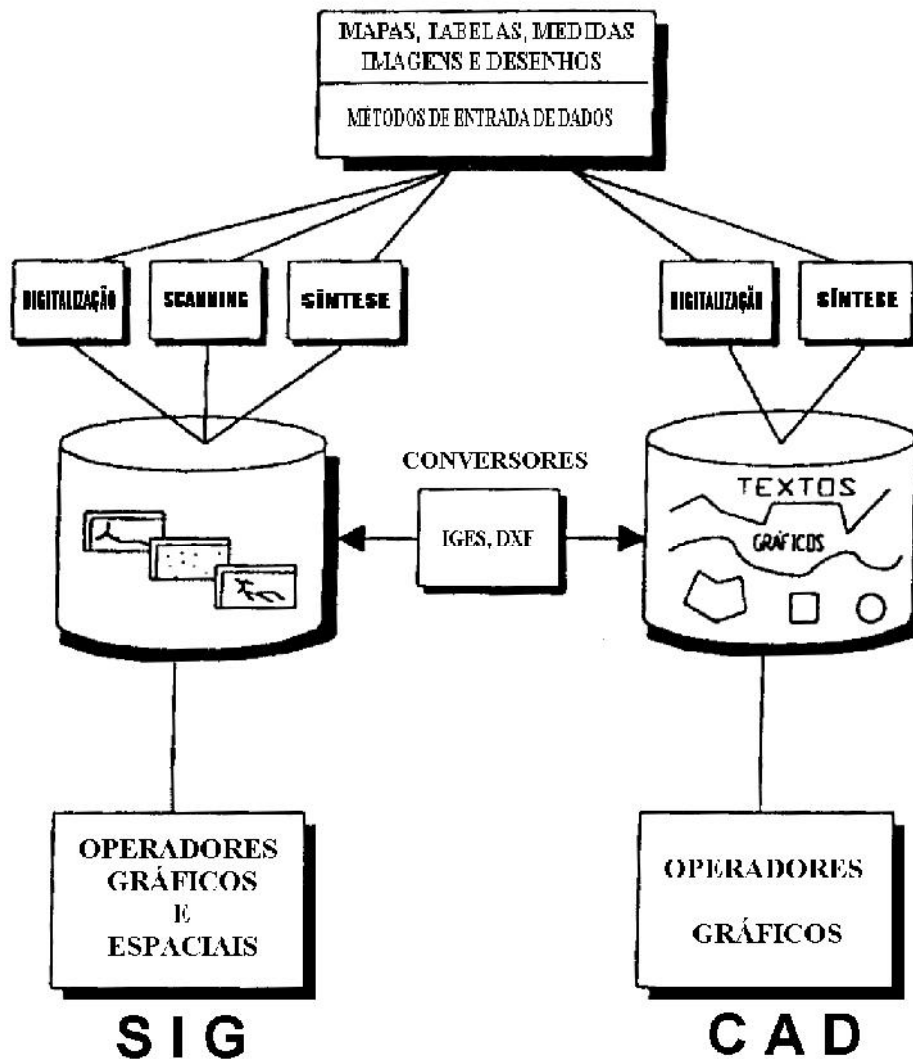 MAPAS, TABELAS, MEDIDAS
IMAGENS E DESENHOS
MÉTODOS DE ENTRADA DE DADOS
DIGITALIZAÇÃO
SCANNING
SÍNTESE
DIGITALIZAÇÃO
SÍNTESE
CONVERSORES
IGES, DXF
TEXTOS
GRÁFICOS
OPERADORES
GRÁFICOS
E
ESPACIAIS
OPERADORES
GRÁFICOS
SIG
CAD